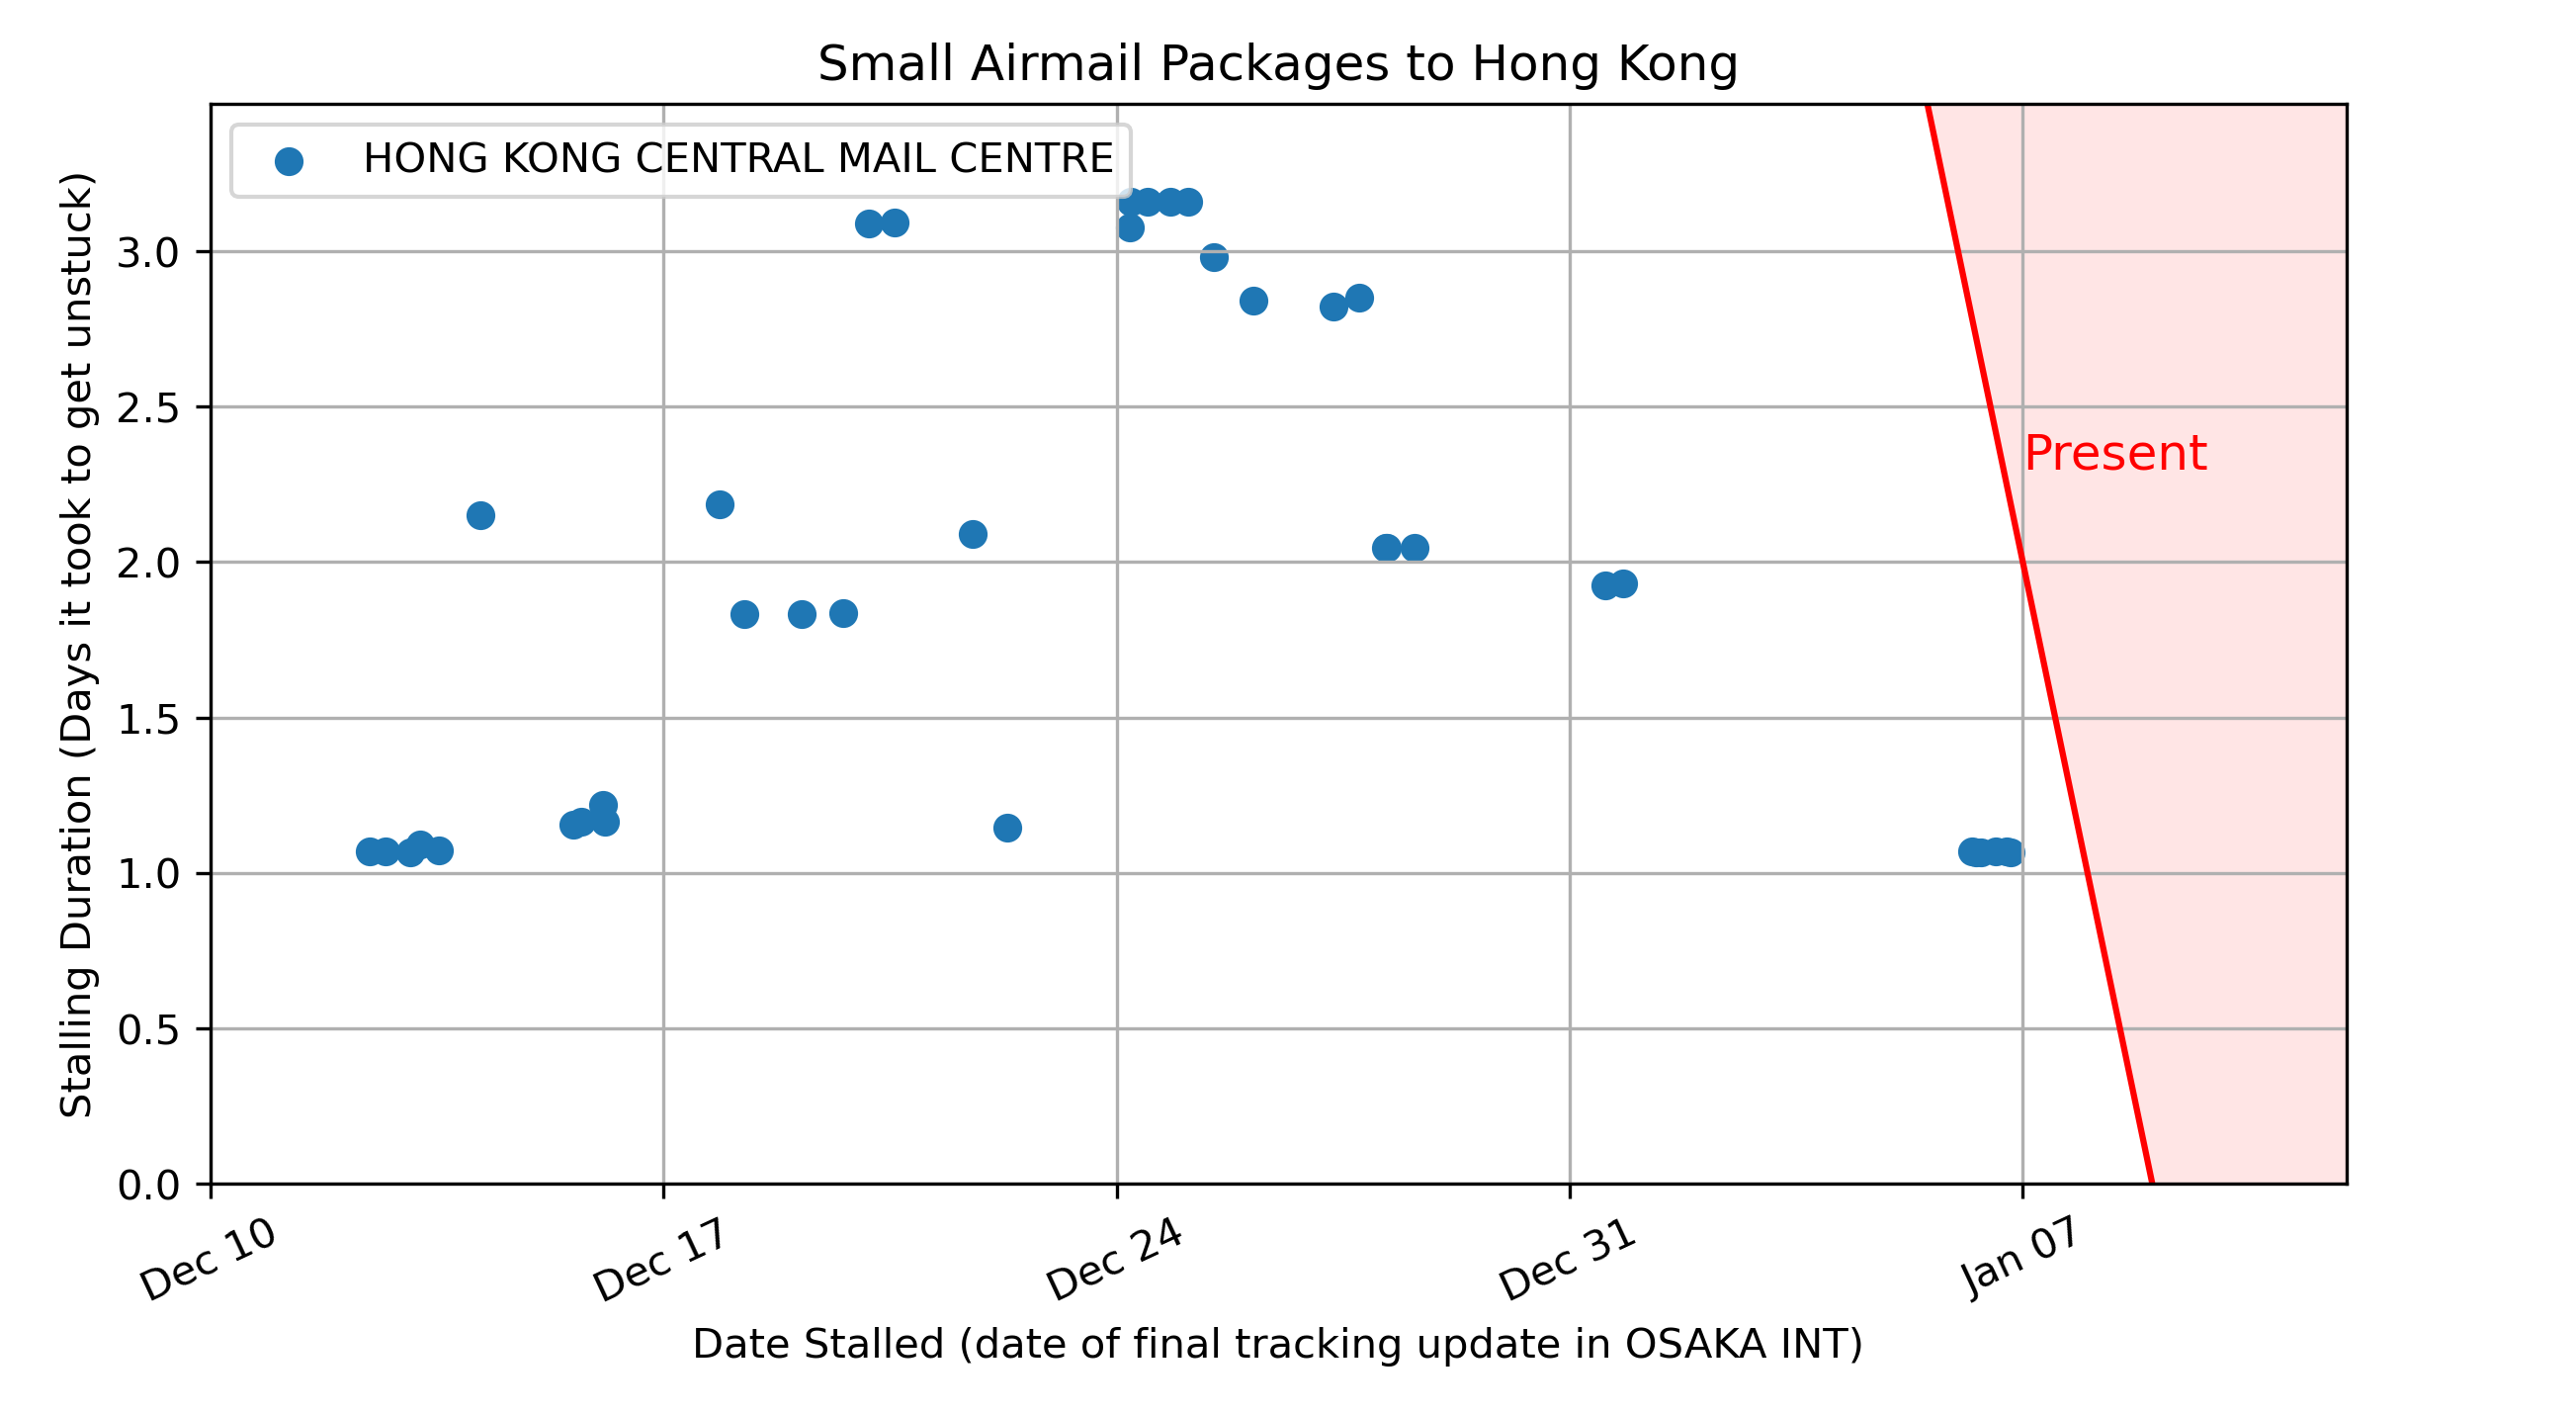 Small Airmail Packages to Hong Kong
HONG KONG CENTRAL MAIL CENTRE
Stalling Duration (Days it took to get unstuck)
3.0
2.5
2.0
1.5
1.0
0.5
0.0
Present
Dec 10
Dec 17
Dec 24
Dec 31
Jan 07
Date Stalled (date of final tracking update in OSAKA INT)